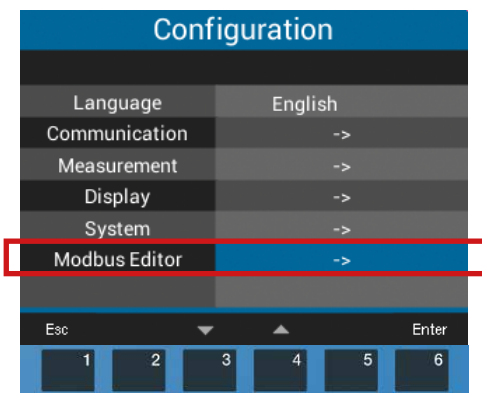 Configuration
Language English
Communication ->
Measurement ->
Display ->
System ->
Modbus Editor ->
Esc Enter
1 2 3 4 5 6